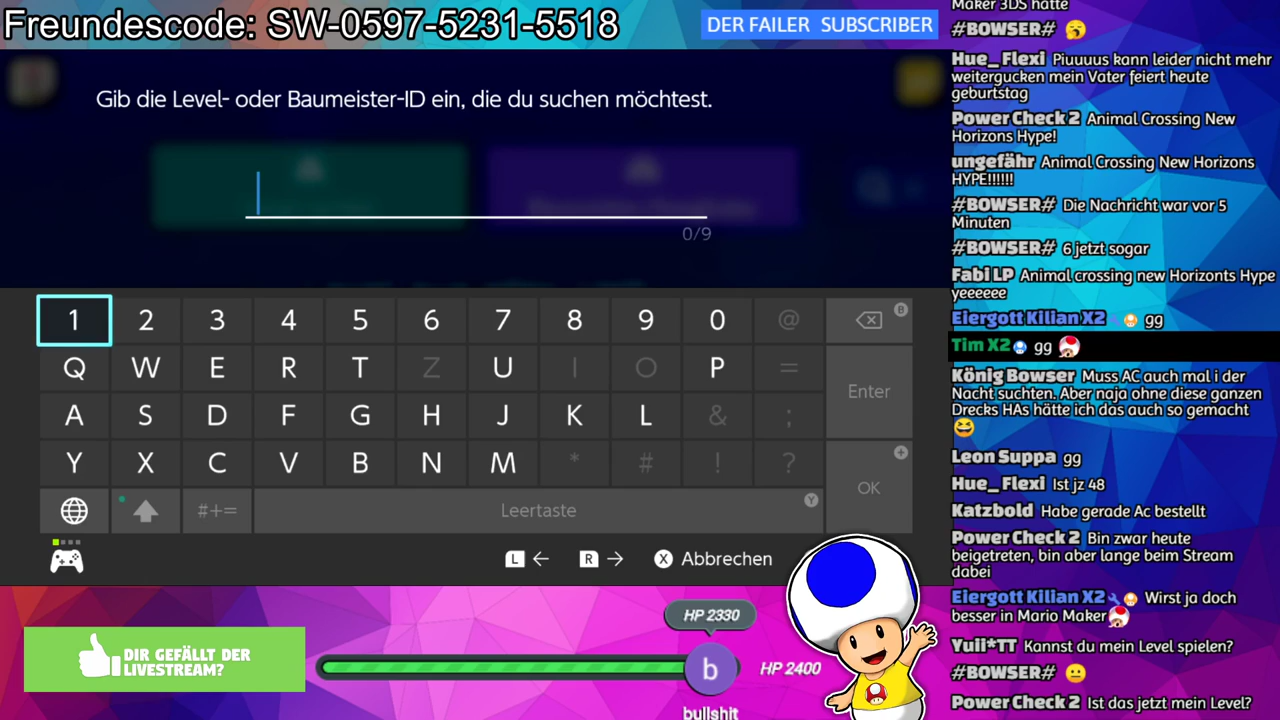 Freundescode: SW-0597-5231-5518
DER FAILER SUBSCRIBER
Gib die Level- oder Baumeister-ID ein, die du suchen möchtest.
0/9
1 2 3 4 5 6 7 8 9 0 @ B
Q W E R T Z U I O P =
Enter
A S D F G H J K L & ;
Y X C V B N M * # ! ?
OK
#+= Leertaste Y
L ← R → X Abbrechen
HP 2330
DIR GEFÄLLT DER
LIVESTREAM?
b
HP 2400
bullshit
Maker 3DS hätte
#BOWSER#
Hue_Flexi Piuuuus kann leider nicht mehr
weitergucken mein Vater feiert heute
geburtstag
Power Check 2 Animal Crossing New
Horizons Hype!
ungefähr Animal Crossing New Horizons
HYPE!!!!!!
#BOWSER# Die Nachricht war vor 5
Minuten
#BOWSER# 6 jetzt sogar
Fabi LP Animal crossing new Horizonts Hype
yeeeeee
Eiergott Kilian X2 gg
Tim X2 gg
König Bowser Muss AC auch mal i der
Nacht suchten. Aber naja ohne diese ganzen
Drecks HAs hätte ich das auch so gemacht
Leon Suppa gg
Hue_Flexi Ist jz 48
Katzbold Habe gerade Ac bestellt
Power Check 2 Bin zwar heute
beigetreten, bin aber lange beim Stream
dabei
Eiergott Kilian X2 Wirst ja doch
besser in Mario Maker
Yuii*TT Kannst du mein Level spielen?
#BOWSER#
Power Check 2 Ist das jetzt mein Level?